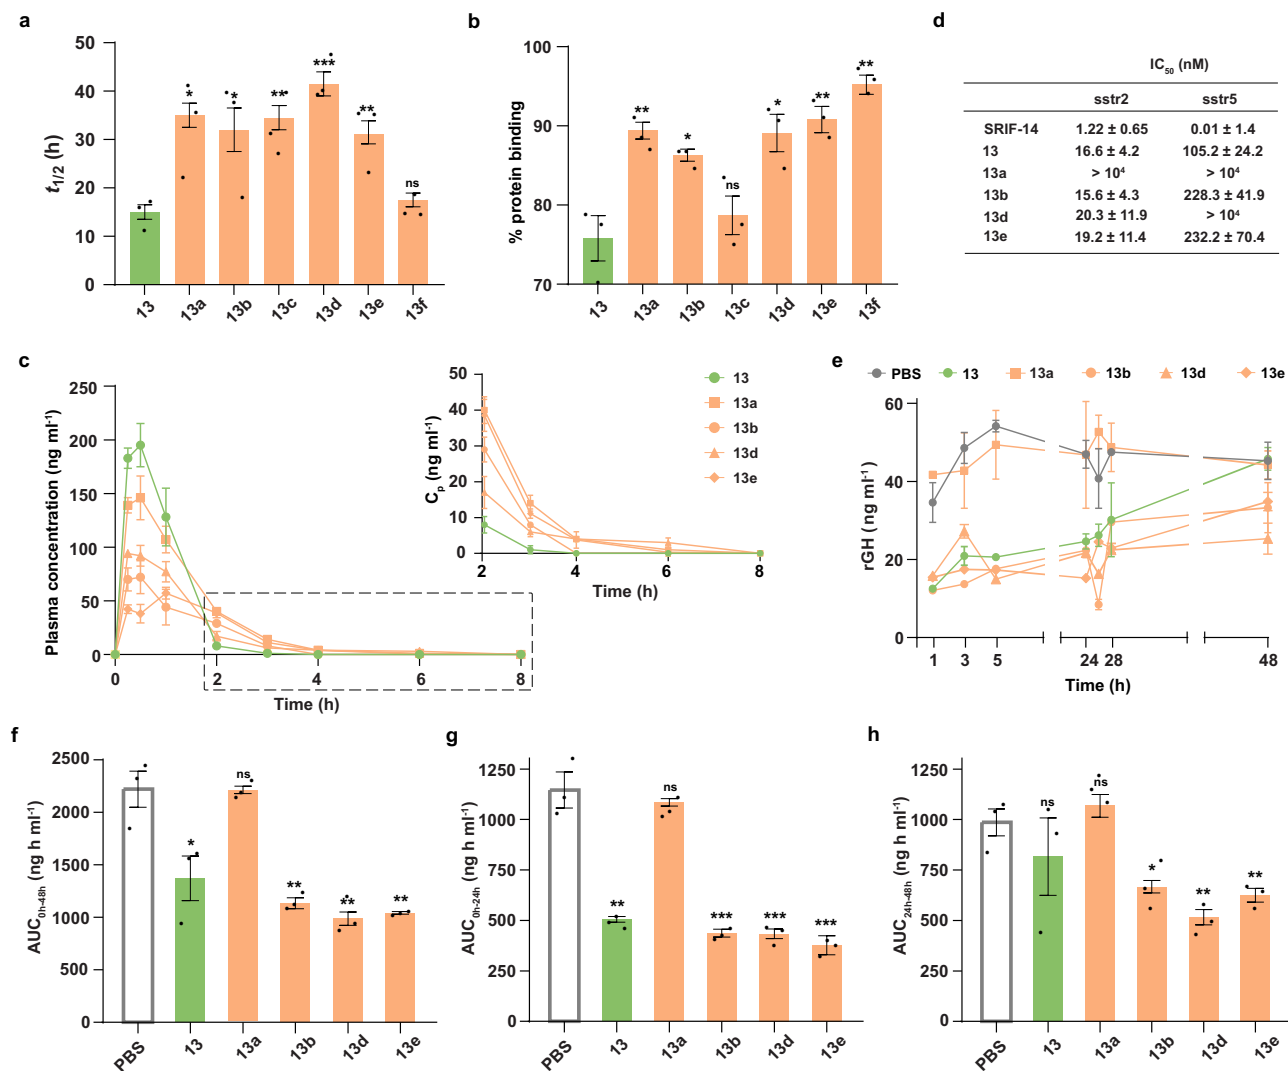 a
t1/2 (h)
50
40
30
20
10
0
*
*
**
***
**
ns
13
13a
13b
13c
13d
13e
13f
b
% protein binding
100
90
80
70
**
*
ns
*
**
**
13
13a
13b
13c
13d
13e
13f
d
IC50 (nM)
sstr2 sstr5
SRIF-14 1.22 ± 0.65 0.01 ± 1.4
13 16.6 ± 4.2 105.2 ± 24.2
13a > 10⁴ > 10⁴
13b 15.6 ± 4.3 228.3 ± 41.9
13d 20.3 ± 11.9 > 10⁴
13e 19.2 ± 11.4 232.2 ± 70.4
c
Plasma concentration (ng ml-1)
250
200
150
100
50
0
0 2 4 6 8
Time (h)
Cp (ng ml-1)
50
40
30
20
10
0
2 4 6 8
Time (h)
13
13a
13b
13d
13e
e
PBS 13 13a 13b 13d 13e
rGH (ng ml-1)
60
40
20
0
1 3 5 24 28 48
Time (h)
f
AUC0h-48h (ng h ml-1)
2500
2000
1500
1000
500
0
*
ns
**
**
**
PBS
13
13a
13b
13d
13e
g
AUC0h-24h (ng h ml-1)
1250
1000
750
500
250
0
**
ns
***
***
***
PBS
13
13a
13b
13d
13e
h
AUC24h-48h (ng h ml-1)
1250
1000
750
500
250
0
ns
ns
*
**
**
PBS
13
13a
13b
13d
13e